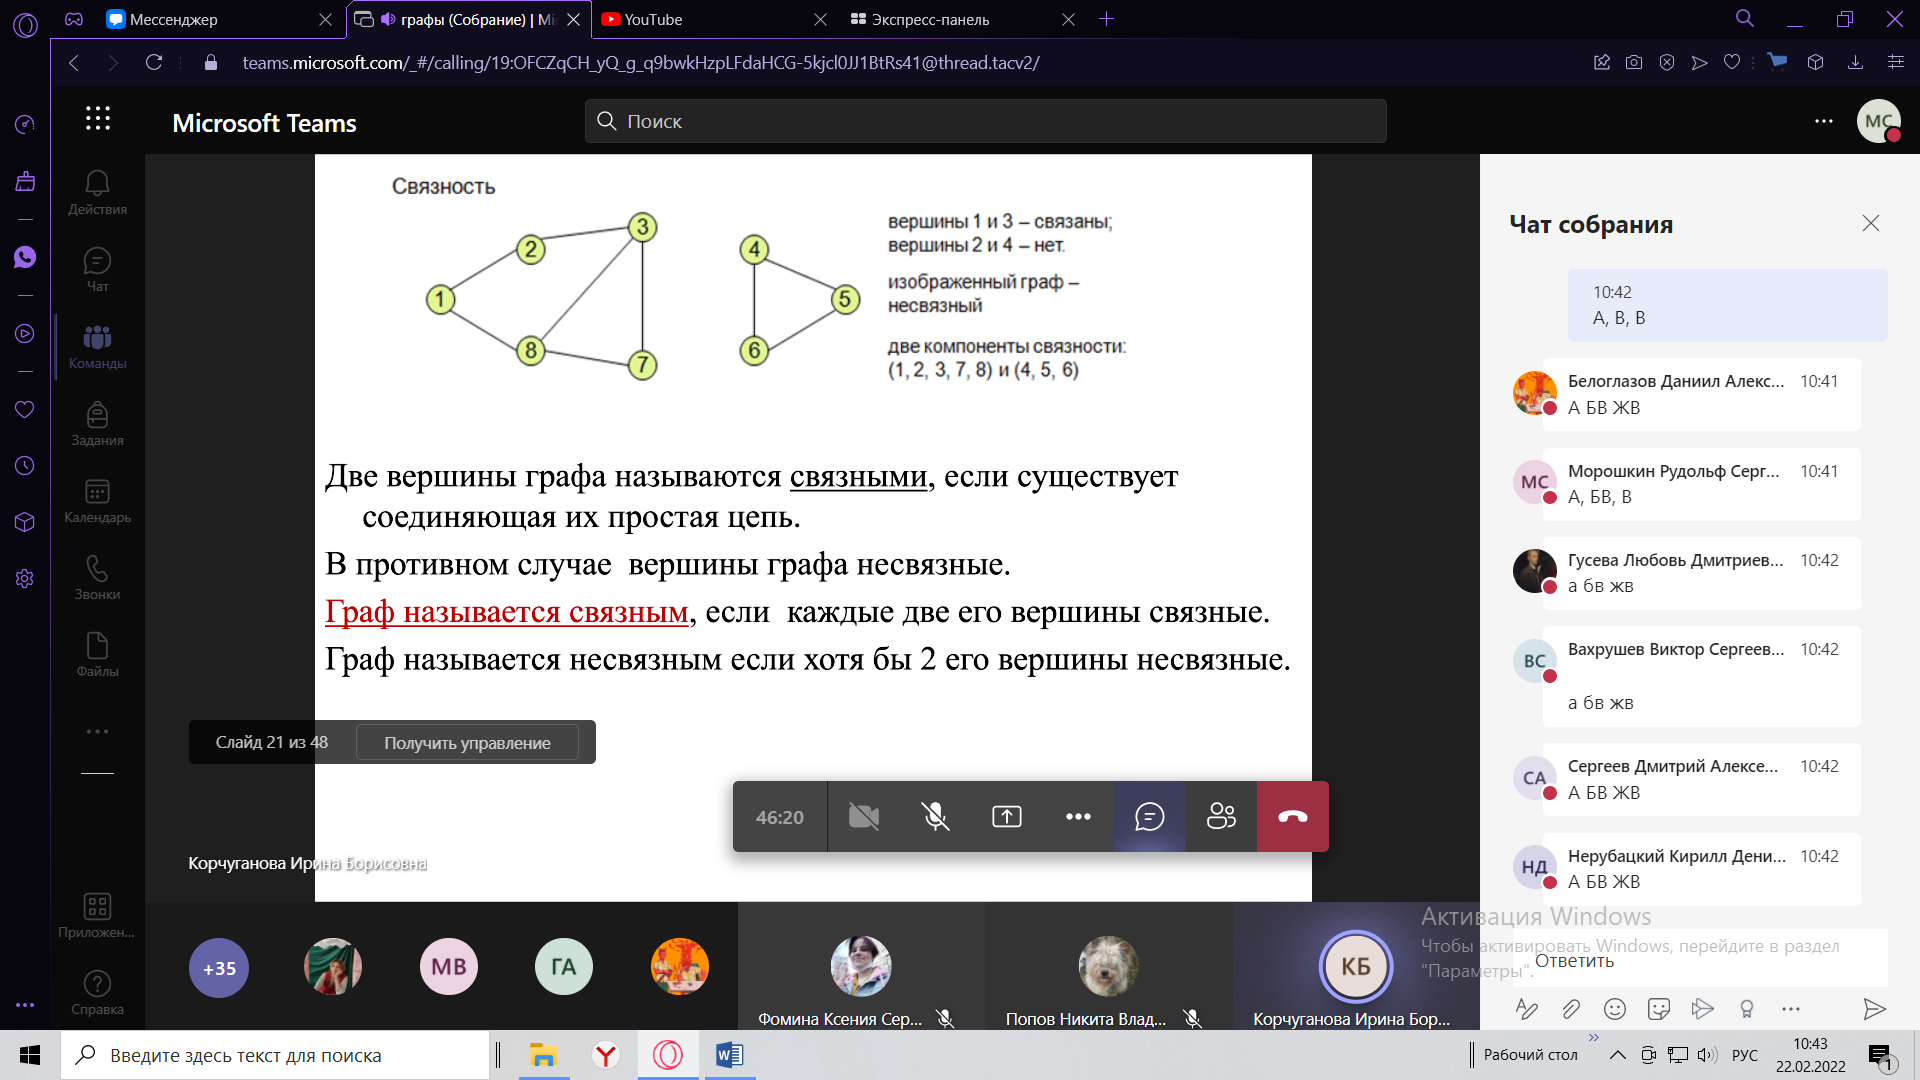 Мессенджер
графы (Собрание) | Mi
YouTube
Экспресс-панель
teams.microsoft.com/_#/calling/19:OFCZqCH_yQ_g_q9bwkHzpLFdaHCG-5kjcl0JJ1BtRs41@thread.tacv2/
Microsoft Teams
Поиск
МС
Действия
Чат
Команды
Задания
Календарь
Звонки
Файлы
Приложен...
Справка
Связность
1
2
3
8
7
4
5
6
вершины 1 и 3 – связаны;
вершины 2 и 4 – нет.
изображенный граф –
несвязный
две компоненты связности:
(1, 2, 3, 7, 8) и (4, 5, 6)
Две вершины графа называются связными, если существует
соединяющая их простая цепь.
В противном случае вершины графа несвязные.
Граф называется связным, если каждые две его вершины связные.
Граф называется несвязным если хотя бы 2 его вершины несвязные.
Слайд 21 из 48
Получить управление
46:20
Корчуганова Ирина Борисовна
+35
МВ
ГА
Фомина Ксения Сер...
Попов Никита Влад...
КБ
Корчуганова Ирина Бор...
Чат собрания
10:42
А, В, В
Белоглазов Даниил Алекс... 10:41
А БВ ЖВ
МС
Морошкин Рудольф Серг... 10:41
А, БВ, В
Гусева Любовь Дмитриев... 10:42
а бв жв
ВС
Вахрушев Виктор Сергеев... 10:42
а бв жв
СА
Сергеев Дмитрий Алексе... 10:42
А БВ ЖВ
НД
Нерубацкий Кирилл Дени... 10:42
А БВ ЖВ
Активация Windows
Чтобы активировать Windows, перейдите в раздел
"Параметры".
Ответить
Введите здесь текст для поиска
Рабочий стол
РУС
10:43
22.02.2022
1